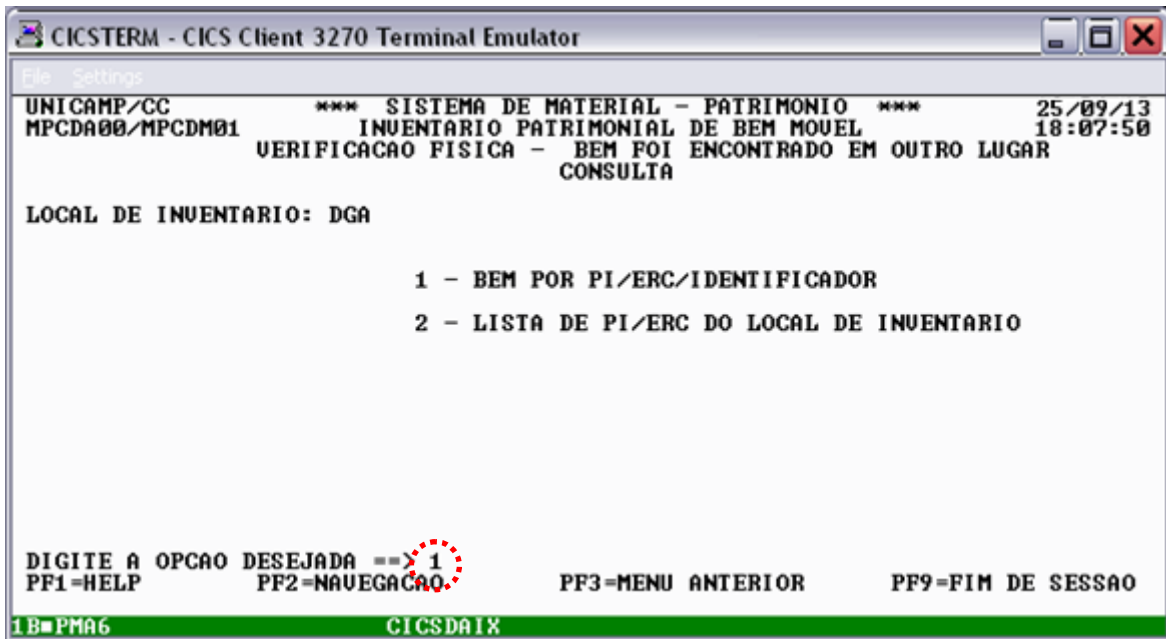 CICSTERM - CICS Client 3270 Terminal Emulator
File Settings
UNICAMP/CC *** SISTEMA DE MATERIAL - PATRIMONIO *** 25/09/13
MPCDA00/MPCDM01 INVENTARIO PATRIMONIAL DE BEM MOVEL 18:07:50
VERIFICACAO FISICA - BEM FOI ENCONTRADO EM OUTRO LUGAR
CONSULTA
LOCAL DE INVENTARIO: DGA
1 - BEM POR PI/ERC/IDENTIFICADOR
2 - LISTA DE PI/ERC DO LOCAL DE INVENTARIO
DIGITE A OPCAO DESEJADA ==> 1
PF1=HELP PF2=NAVEGACAO PF3=MENU ANTERIOR PF9=FIM DE SESSAO
1B■PMA6 CICSDAIX